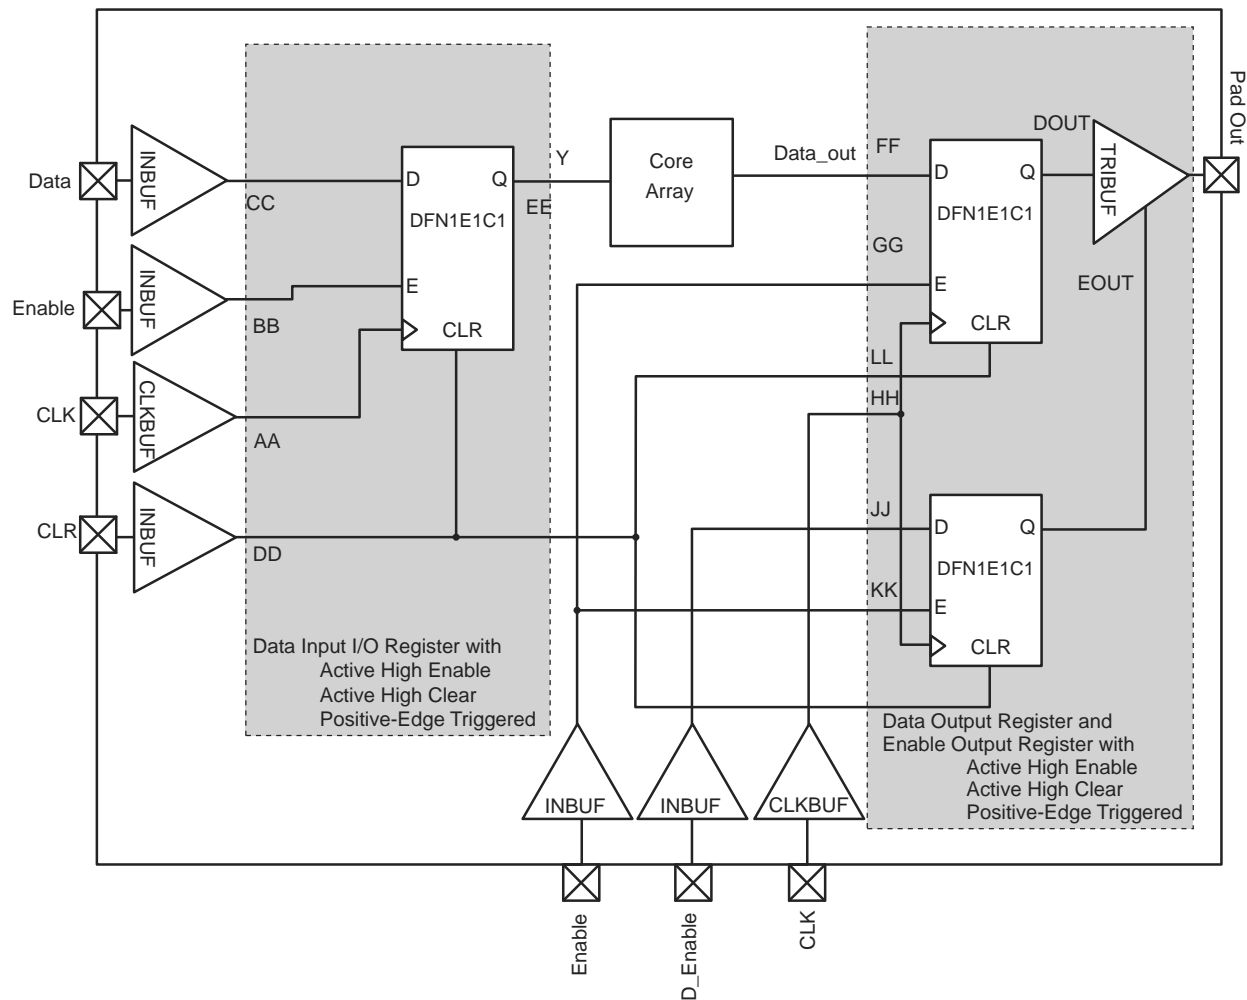 Data
INBUF
CC
D
Q
DFN1E1C1
E
CLR
Enable
INBUF
BB
CLK
CLKBUF
AA
CLR
INBUF
DD
Data Input I/O Register with
Active High Enable
Active High Clear
Positive-Edge Triggered
Y
EE
Core
Array
Data_out
FF
GG
D
Q
DFN1E1C1
E
CLR
DOUT
TRIBUF
Pad Out
EOUT
LL
HH
JJ
KK
D
Q
DFN1E1C1
E
CLR
Data Output Register and
Enable Output Register with
Active High Enable
Active High Clear
Positive-Edge Triggered
INBUF
INBUF
CLKBUF
Enable
D_Enable
CLK